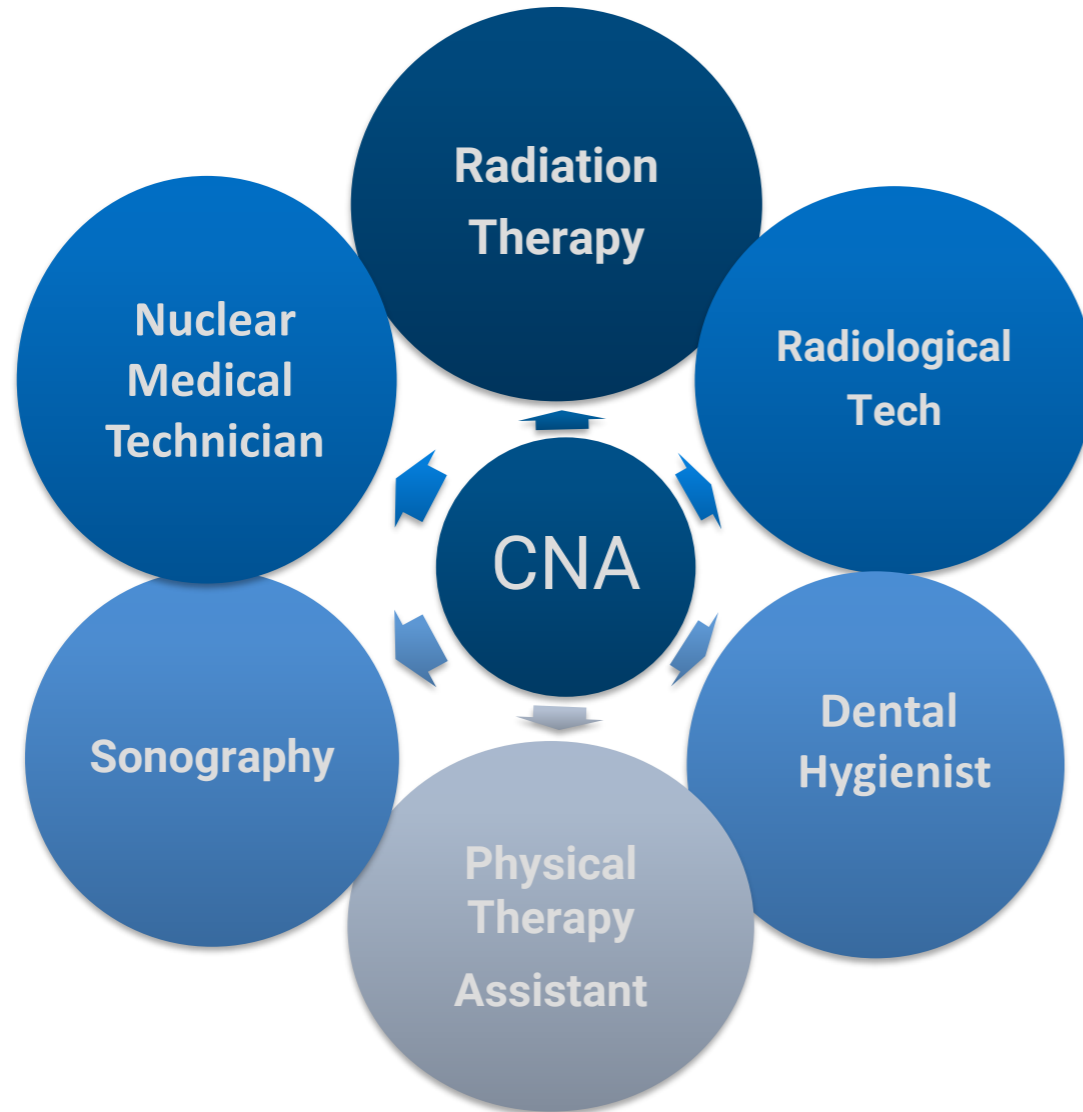 Radiation
Therapy
Radiological
Tech
Dental
Hygienist
Physical
Therapy
Assistant
Sonography
Nuclear
Medical
Technician
CNA